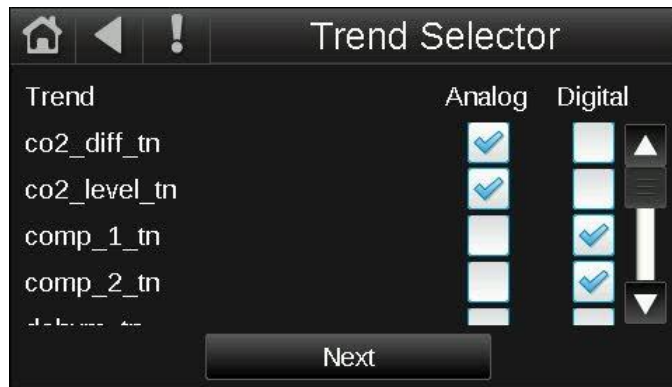 Trend Selector
Trend Analog Digital
co2_diff_tn
co2_level_tn
comp_1_tn
comp_2_tn
Next